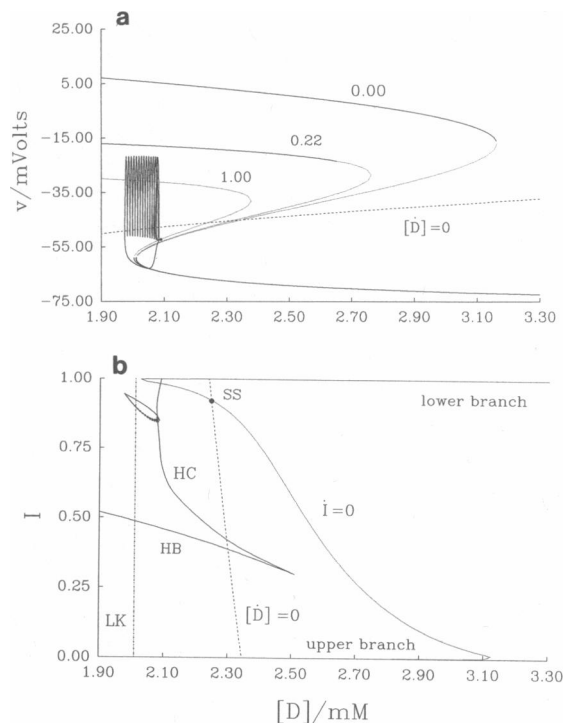 a
25.00
5.00
-15.00
-35.00
-55.00
-75.00
v/mVolts
0.00
0.22
1.00
[Ḋ]=0
1.90 2.10 2.30 2.50 2.70 2.90 3.10 3.30
b
1.00
0.75
0.50
0.25
0.00
I
SS
lower branch
HC
İ=0
HB
LK
[Ḋ]=0
upper branch
1.90 2.10 2.30 2.50 2.70 2.90 3.10 3.30
[D]/mM